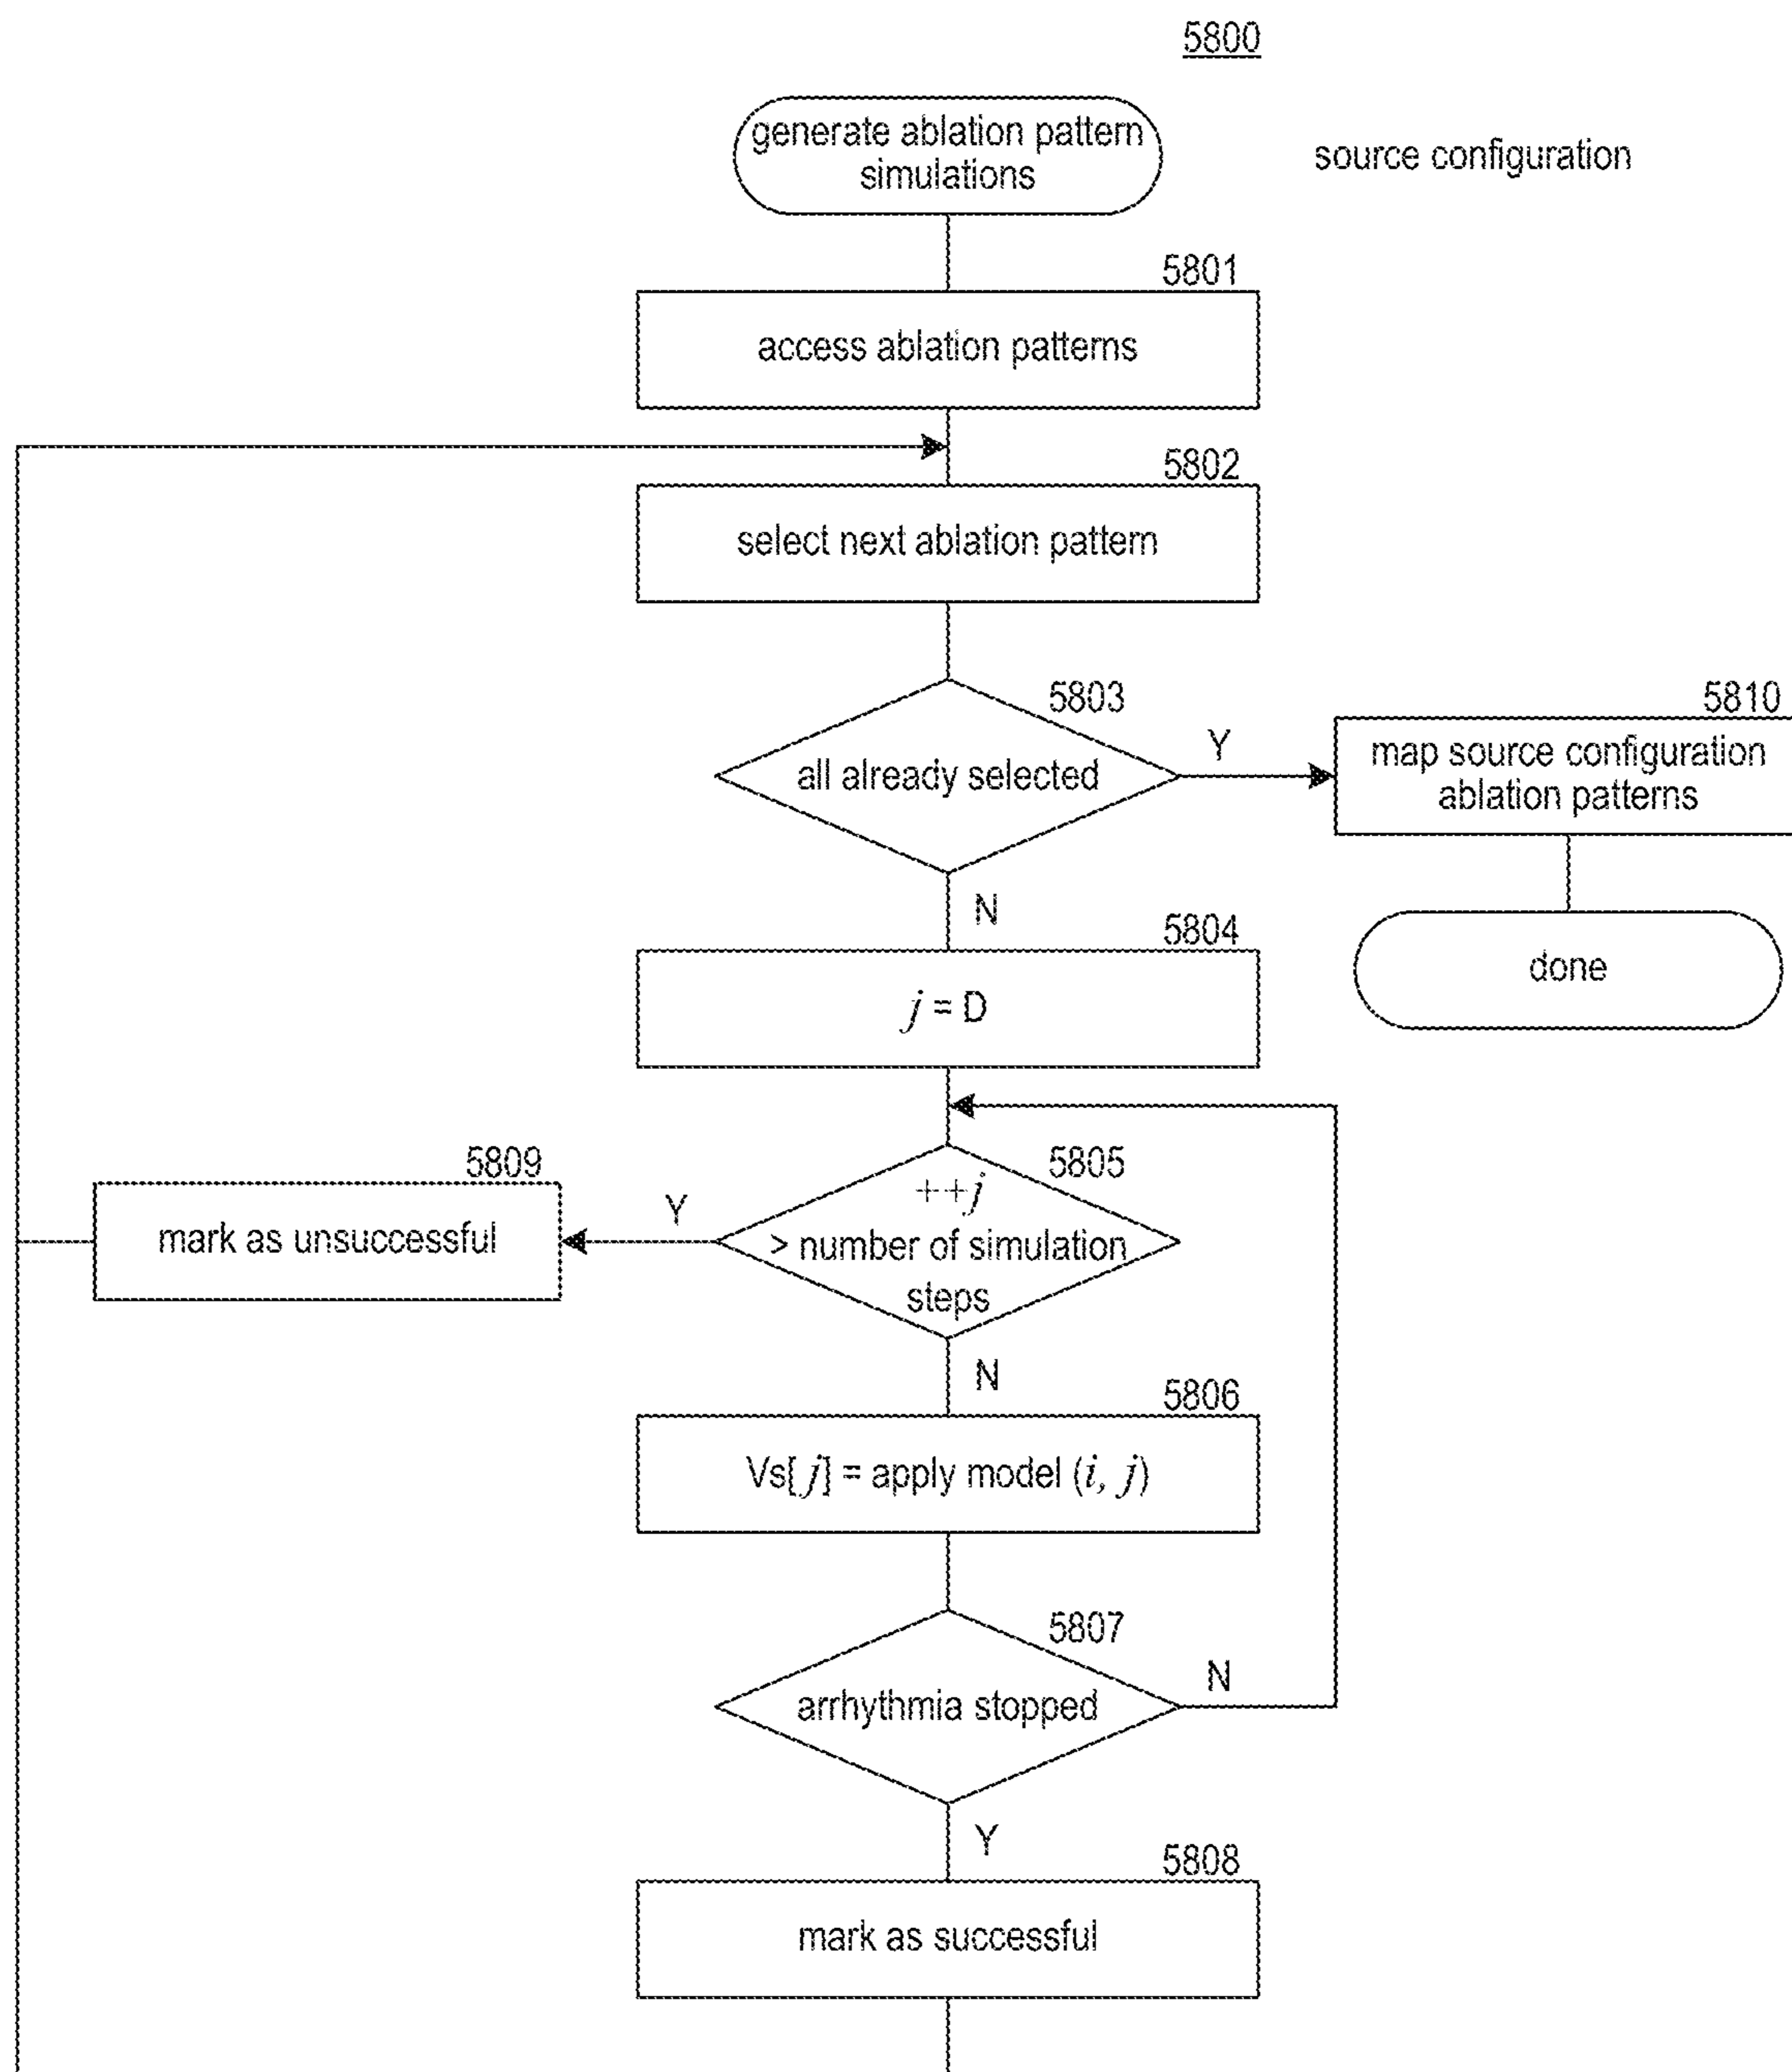 5800
generate ablation pattern
simulations
source configuration
5801
access ablation patterns
5802
select next ablation pattern
5803
all already selected
Y
5810
map source configuration
ablation patterns
N
done
5804
j = D
5805
++j
> number of simulation
steps
Y
5809
mark as unsuccessful
N
5806
Vs[j] = apply model (i, j)
5807
arrhythmia stopped
N
Y
5808
mark as successful